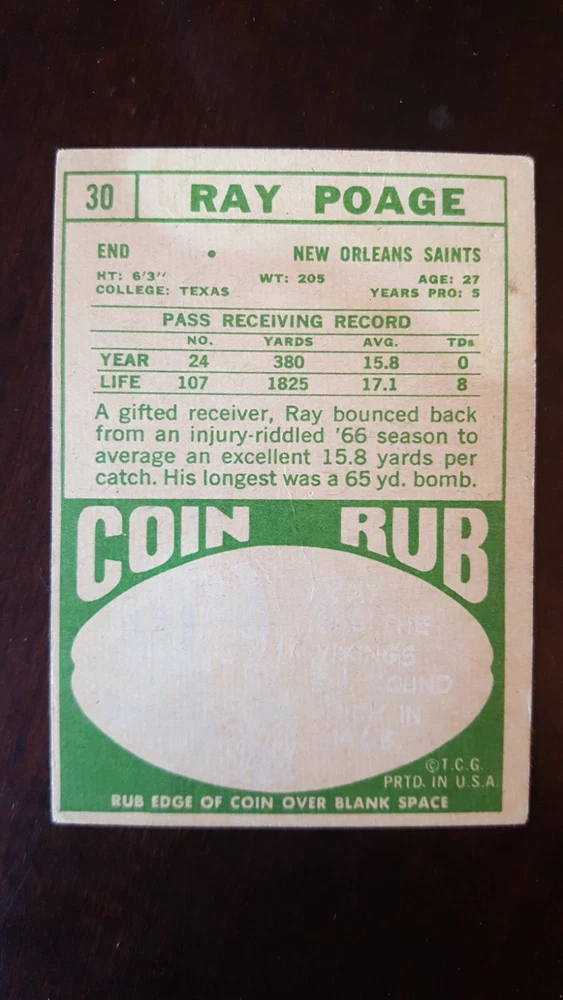 30 RAY POAGE
END • NEW ORLEANS SAINTS
HT: 6'3" WT: 205 AGE: 27
COLLEGE: TEXAS YEARS PRO: 5
PASS RECEIVING RECORD
NO. YARDS AVG. TDs
YEAR 24 380 15.8 0
LIFE 107 1825 17.1 8
A gifted receiver, Ray bounced back
from an injury-riddled '66 season to
average an excellent 15.8 yards per
catch. His longest was a 65 yd. bomb.
COIN RUB
THE
VIKINGS
IN
©T.C.G.
PRTD. IN U.S.A.
RUB EDGE OF COIN OVER BLANK SPACE